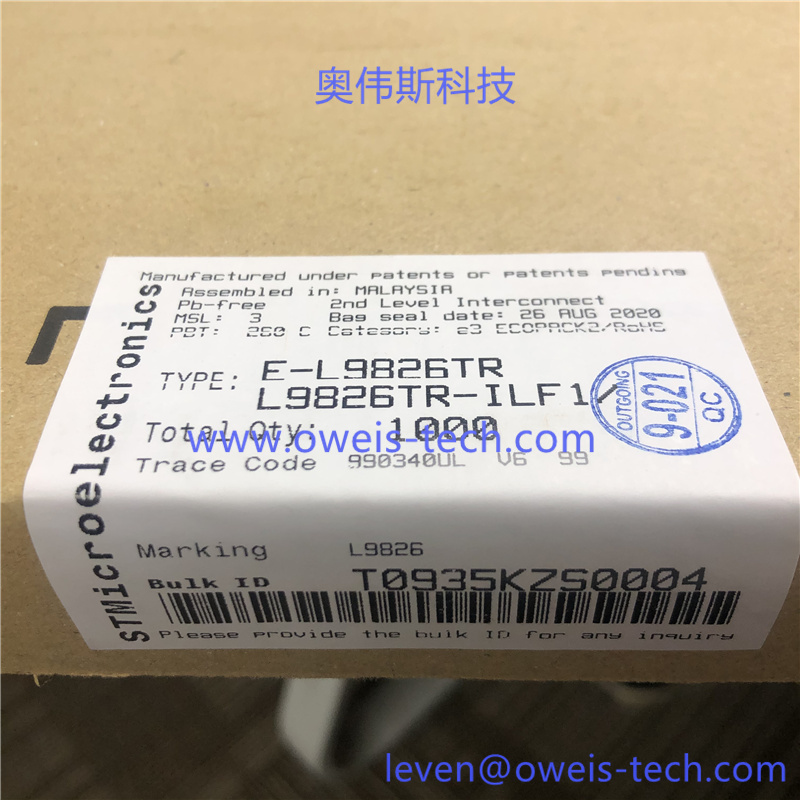 奥伟斯科技
Manufactured under patents or patents pending
Assembled in: MALAYSIA
Pb-free 2nd Level Interconnect
MSL: 3 Bag seal date: 26 AUG 2020
PBT: 260 C Category: e3 ECOPACK2/RoHS
TYPE: E-L9826TR
L9826TR-ILF1/
Total Qty: 1000
www.oweis-tech.com
Trace Code 990340UL V6 99
OUTGOING
9-021
QC
Marking L9826
Bulk ID T0935KZS0004
Please provide the bulk ID for any inquiry
STMicroelectronics
leven@oweis-tech.com